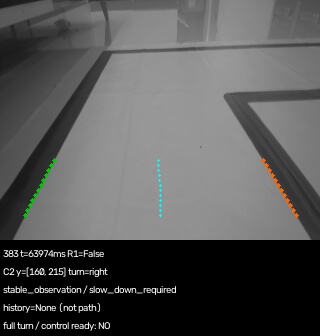 383 t=63974ms R1=False
C2 y=[160, 215] turn=right
stable_observation / slow_down_required
history=None (not path)
full turn / control ready: NO